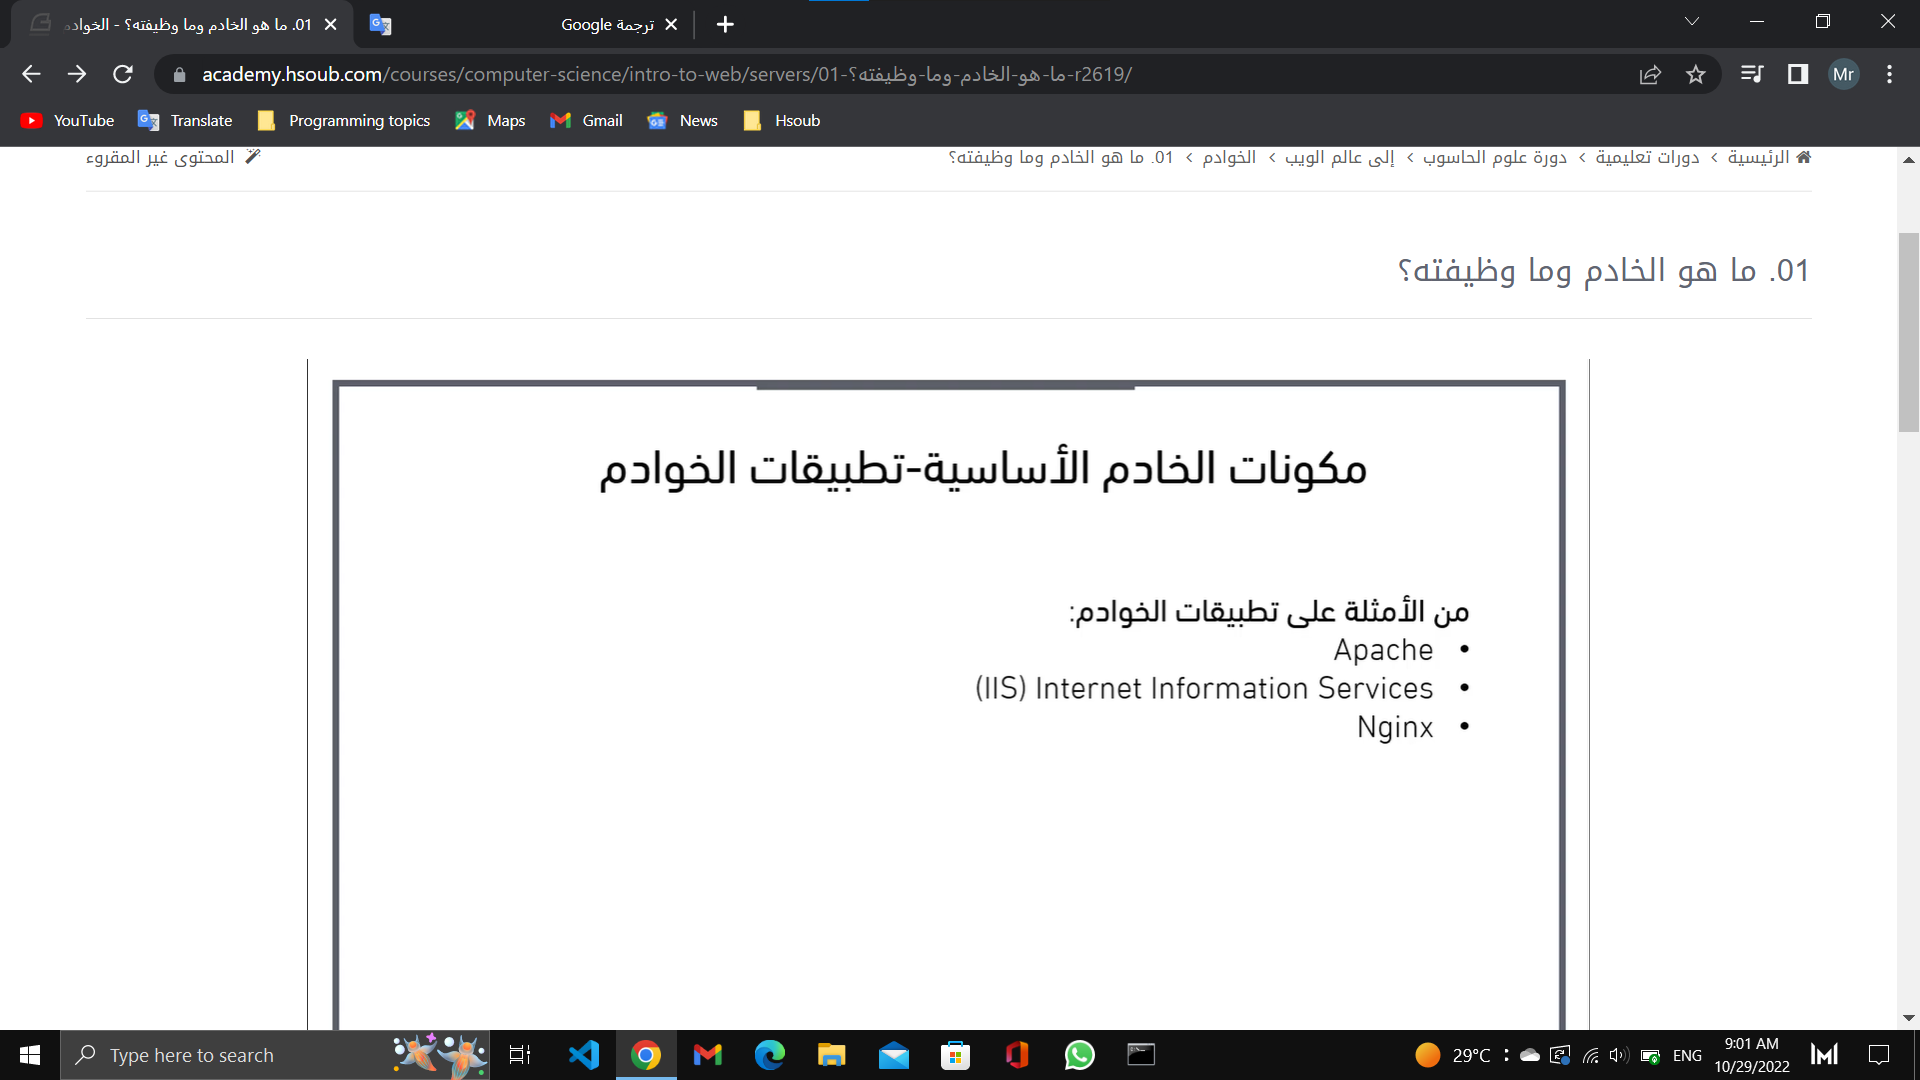 01. ما هو الخادم وما وظيفته؟ - الخوادم
ترجمة Google
academy.hsoub.com/courses/computer-science/intro-to-web/servers/01-ما-هو-الخادم-وما-وظيفته؟-r2619/
Mr
YouTube
Translate
Programming topics
Maps
Gmail
News
Hsoub
الرئيسية > دورات تعليمية > دورة علوم الحاسوب > إلى عالم الويب > الخوادم > 01. ما هو الخادم وما وظيفته؟
المحتوى غير المقروء
01. ما هو الخادم وما وظيفته؟
مكونات الخادم الأساسية-تطبيقات الخوادم
من الأمثلة على تطبيقات الخوادم:
• Apache
• (IIS) Internet Information Services
• Nginx
Type here to search
29°C
ENG
9:01 AM
10/29/2022